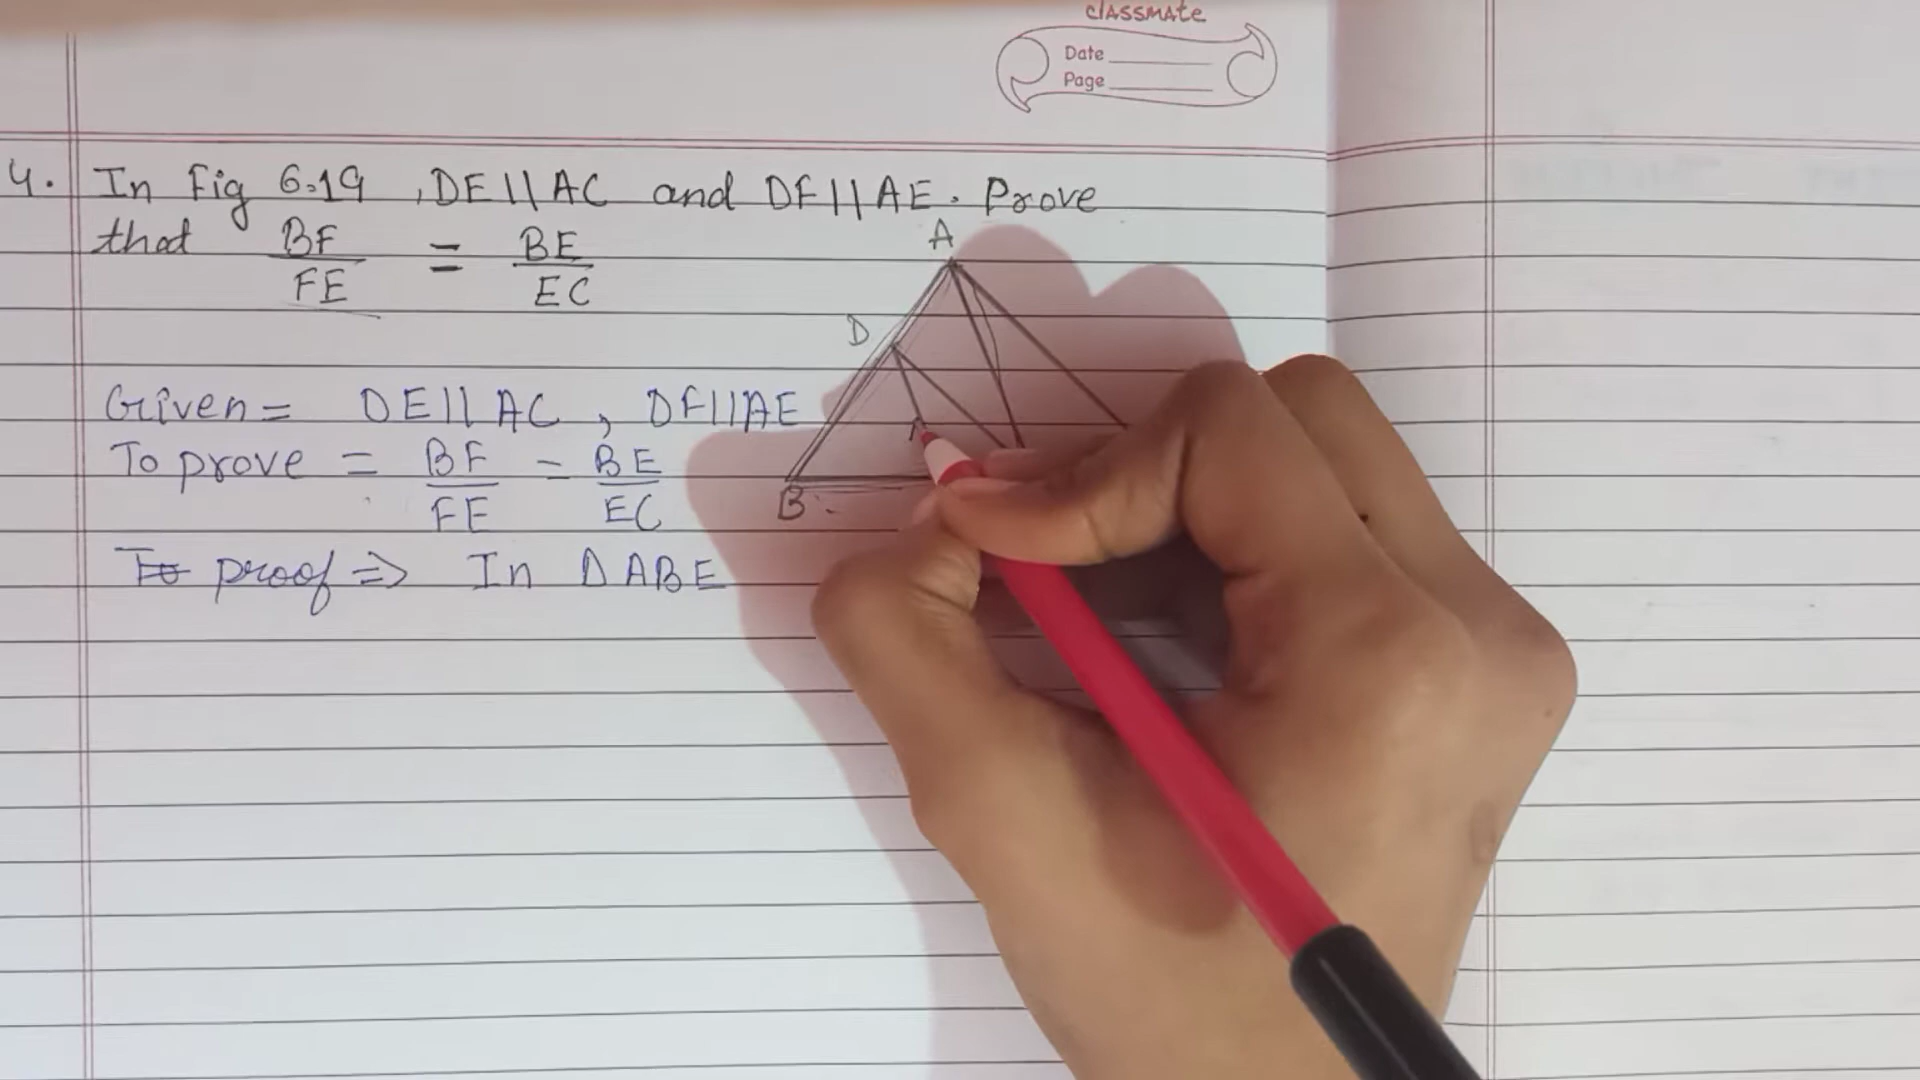 classmate
Date
Page
4. In Fig 6.19 , DE || AC and DF || AE. Prove
that BF/FE = BE/EC
A
D
B
Given = DE || AC , DF || AE
To prove = BF/FE = BE/EC
To proof => In ΔABE